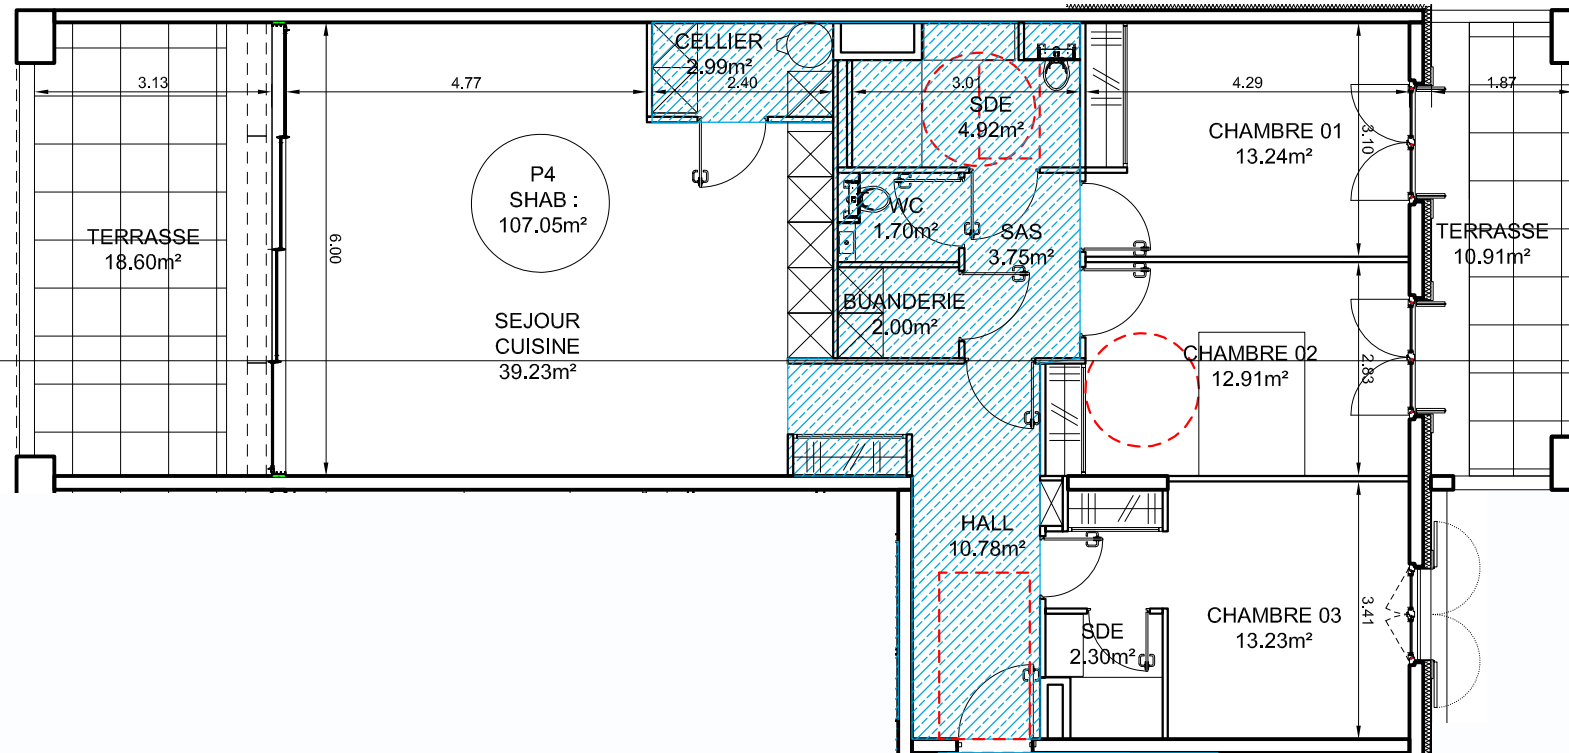 CELLIER
2.99m²
3.13
4.77
2.40
3.01
4.29
1.87
SDE
4.92m²
CHAMBRE 01
13.24m²
3.10
P4
SHAB :
107.05m²
TERRASSE
18.60m²
6.00
WC
1.70m²
SAS
3.75m²
TERRASSE
10.91m²
BUANDERIE
2.00m²
SEJOUR
CUISINE
39.23m²
CHAMBRE 02
12.91m²
2.83
HALL
10.78m²
CHAMBRE 03
13.23m²
3.41
SDE
2.30m²